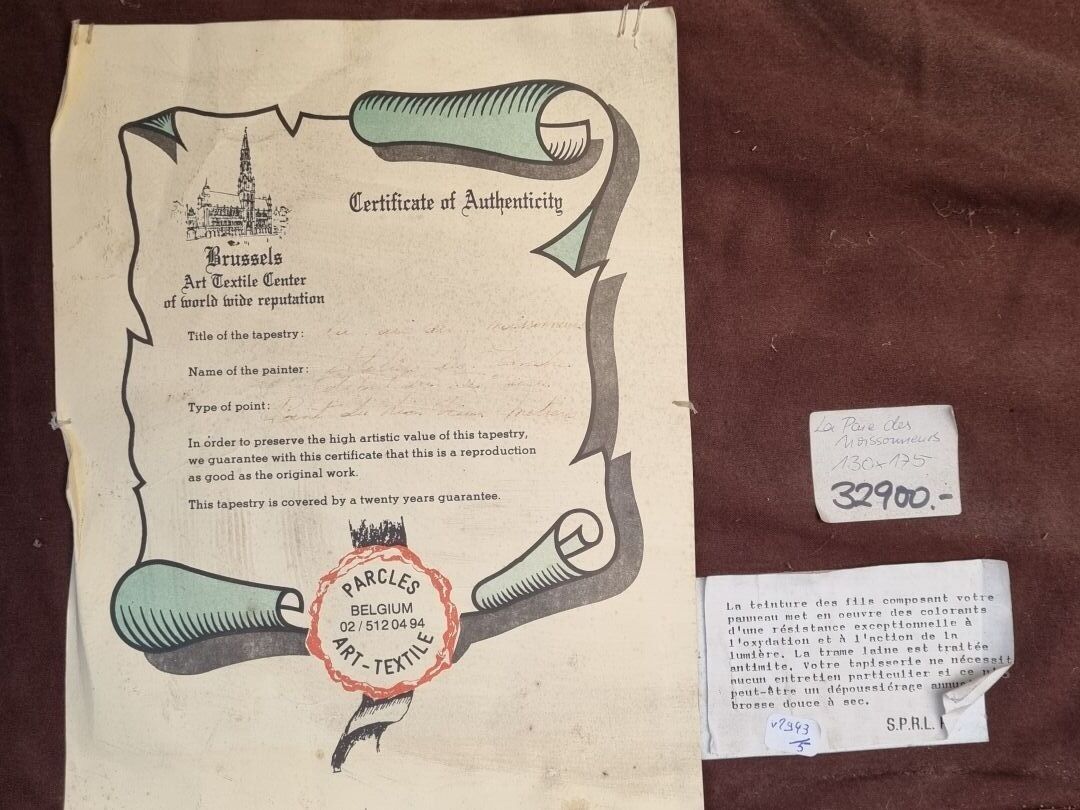 Certificate of Authenticity
Brussels
Art Textile Center
of world wide reputation
Title of the tapestry:
Name of the painter:
Type of point:
In order to preserve the high artistic value of this tapestry,
we guarantee with this certificate that this is a reproduction
as good as the original work.
This tapestry is covered by a twenty years guarantee.
PARCLES
BELGIUM
02/512 04 94
ART-TEXTILE
La Paie des
Moissonneurs
130x175
32900.-
La teinture des fils composant votre
panneau met en oeuvre des colorants
d'une résistance exceptionnelle à
l'oxydation et à l'action de la
lumière. La trame laine est traitée
antimite. Votre tapisserie ne nécessit
aucun entretien particulier si ce
peut-être un dépoussiérage
brosse douce à sec.
S.P.R.L.